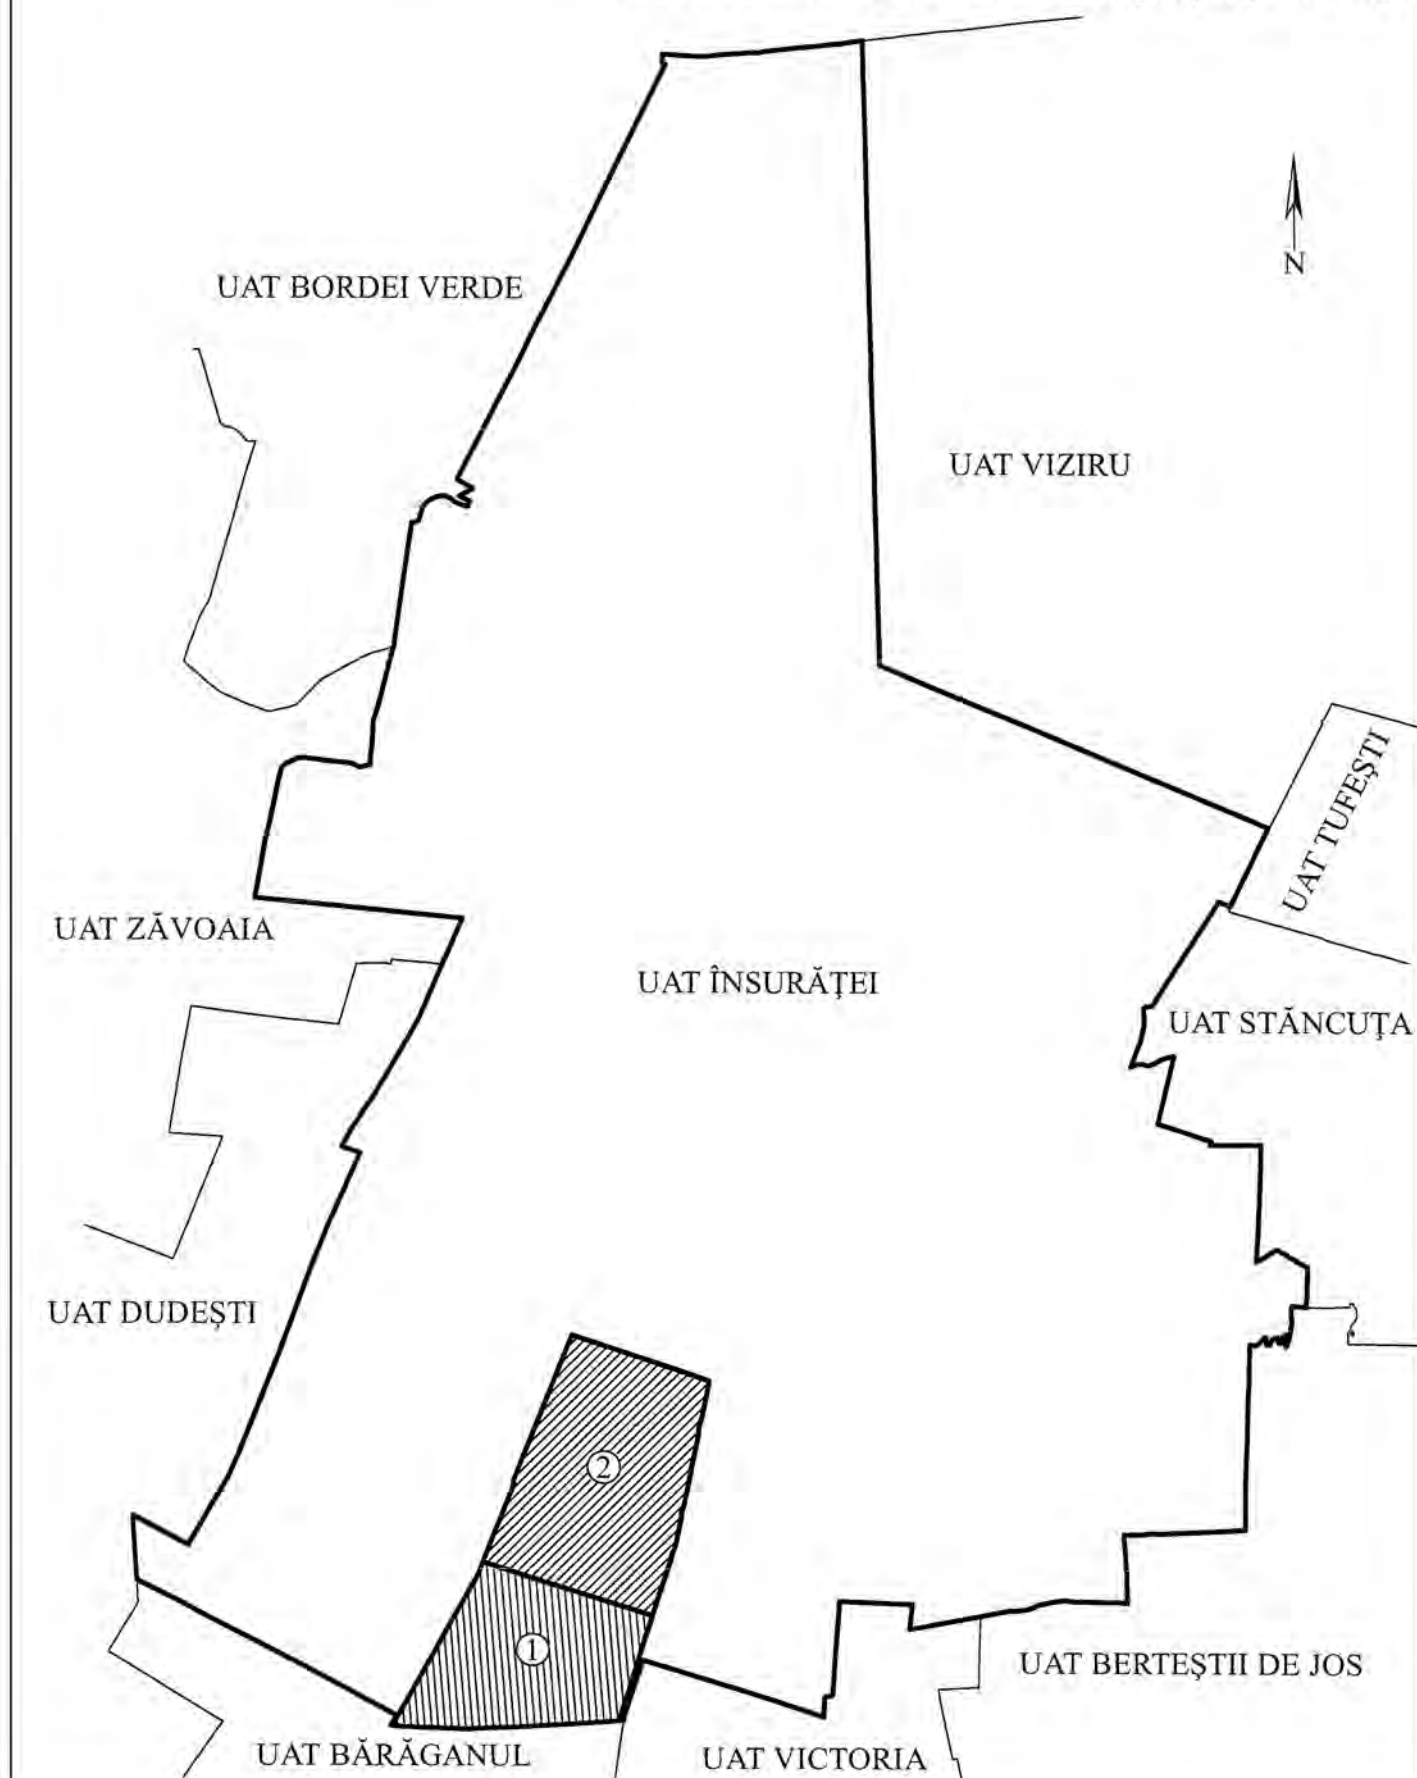 N
UAT BORDEI VERDE
UAT VIZIRU
UAT TUFEŞTI
UAT ZĂVOAIA
UAT ÎNSURĂŢEI
UAT STĂNCUŢA
UAT DUDEŞTI
2
1
UAT BERTEŞTII DE JOS
UAT BĂRĂGANUL
UAT VICTORIA